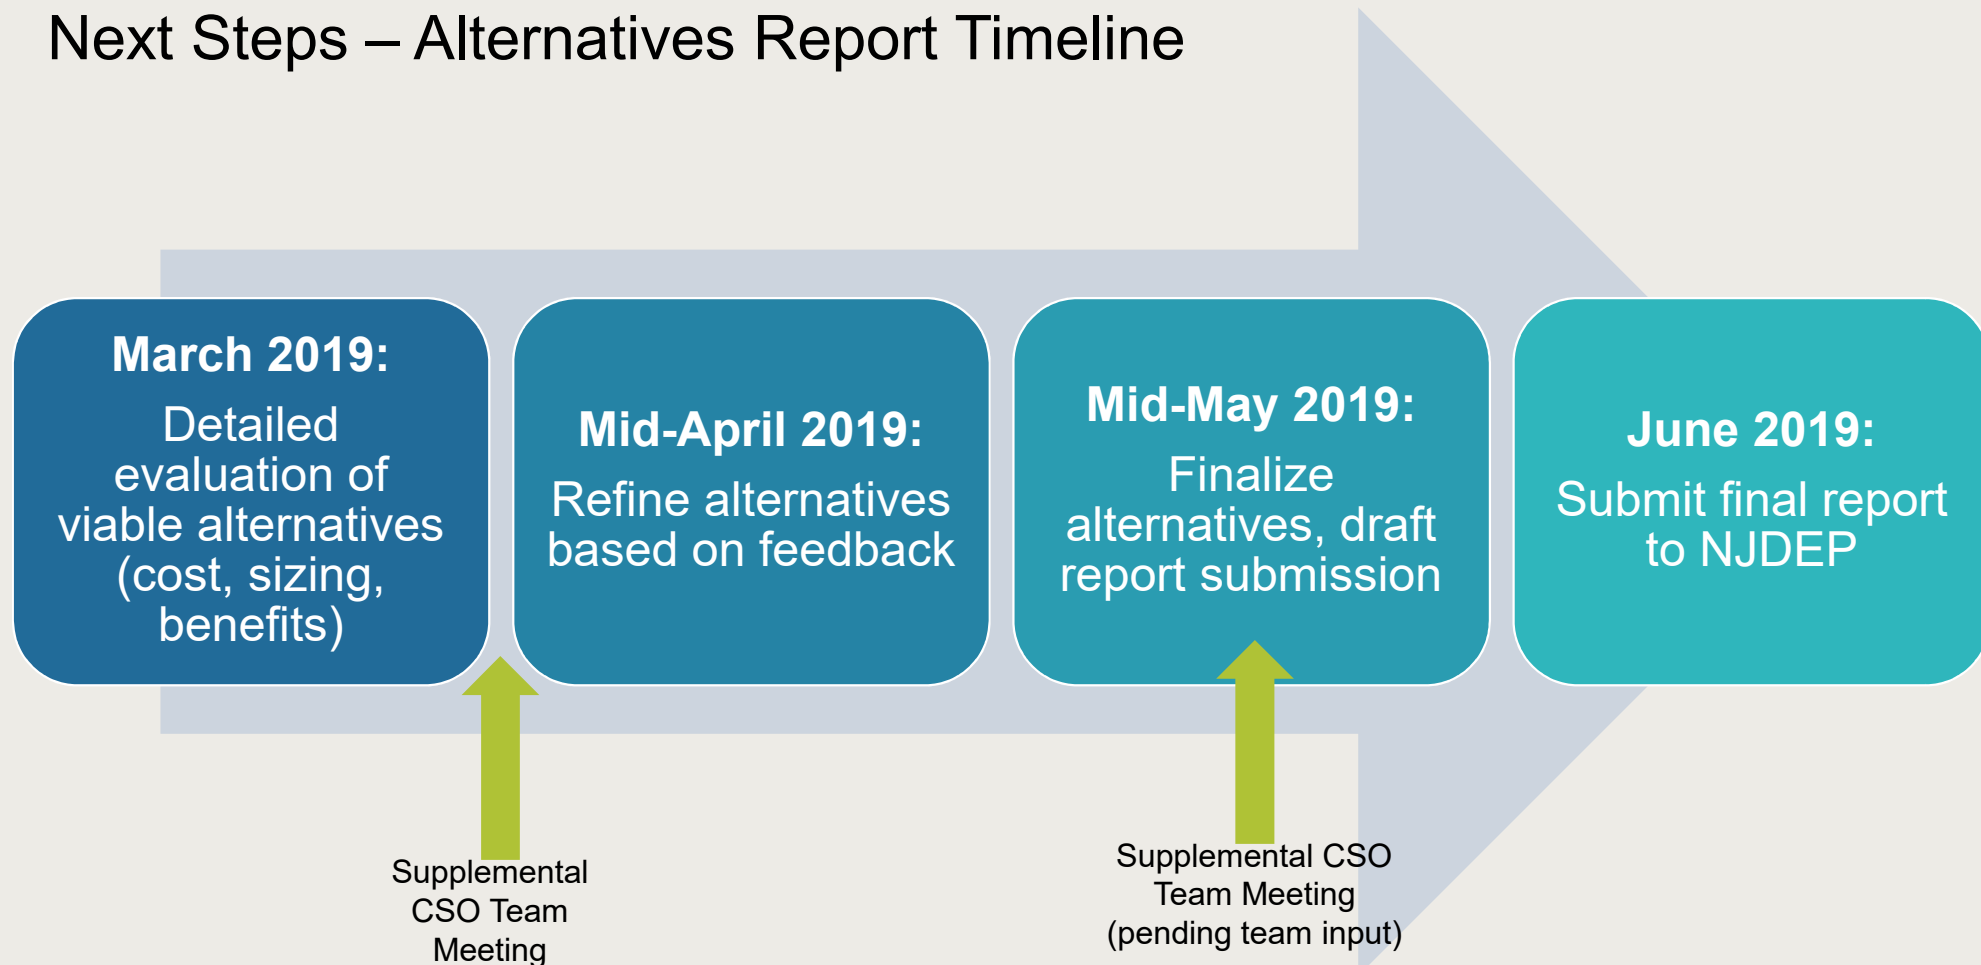 Next Steps – Alternatives Report Timeline
March 2019:
Detailed
evaluation of
viable alternatives
(cost, sizing,
benefits)
Mid-April 2019:
Refine alternatives
based on feedback
Mid-May 2019:
Finalize
alternatives, draft
report submission
June 2019:
Submit final report
to NJDEP
Supplemental
CSO Team
Meeting
Supplemental CSO
Team Meeting
(pending team input)